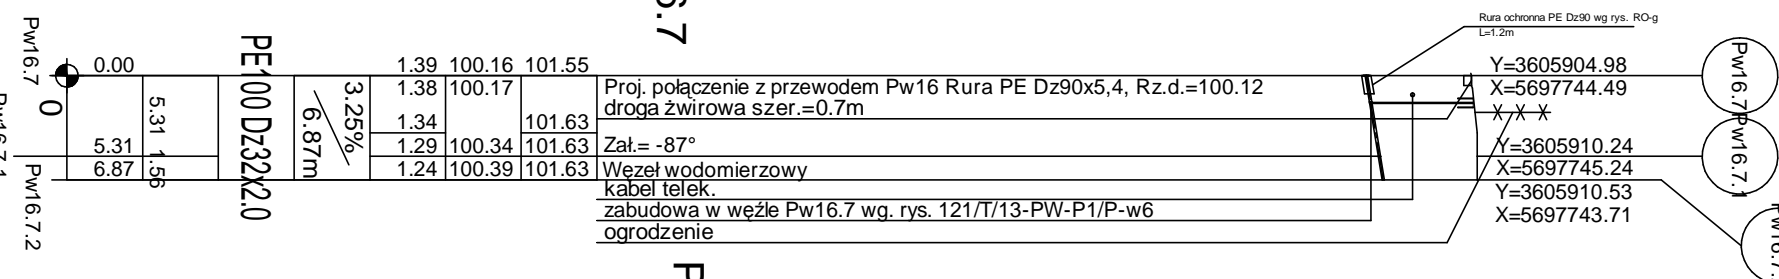 6.7
Rura ochronna PE Dz90 wg rys. RO-g
L=1.2m
Pw16.7
0
0.00
5.31
6.87
5.31
1.56
PE100 Dz32x2.0
3.25%
6.87m
1.39 100.16 101.55
1.38 100.17
1.34 101.63
1.29 100.34 101.63
1.24 100.39 101.63
Proj. połączenie z przewodem Pw16 Rura PE Dz90x5,4, Rz.d.=100.12
droga żwirowa szer.=0.7m
Zał.= -87°
Węzeł wodomierzowy
kabel telek.
zabudowa w węźle Pw16.7 wg. rys. 121/T/13-PW-P1/P-w6
ogrodzenie
Y=3605904.98
X=5697744.49
Y=3605910.24
X=5697745.24
Y=3605910.53
X=5697743.71
Pw16.7
Pw16.7.1
Pw16.7.1
Pw16.7.2